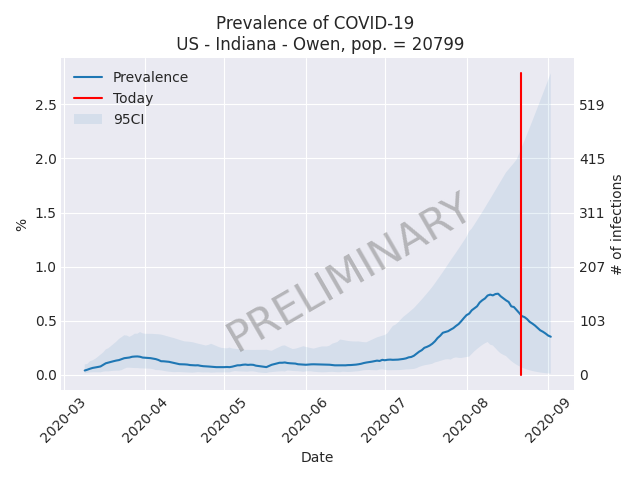 Prevalence of COVID-19
US - Indiana - Owen, pop. = 20799
Prevalence
Today
95CI
PRELIMINARY
%
2.5
2.0
1.5
1.0
0.5
0.0
519
415
311
207
103
0
# of infections
2020-03
2020-04
2020-05
2020-06
2020-07
2020-08
2020-09
Date